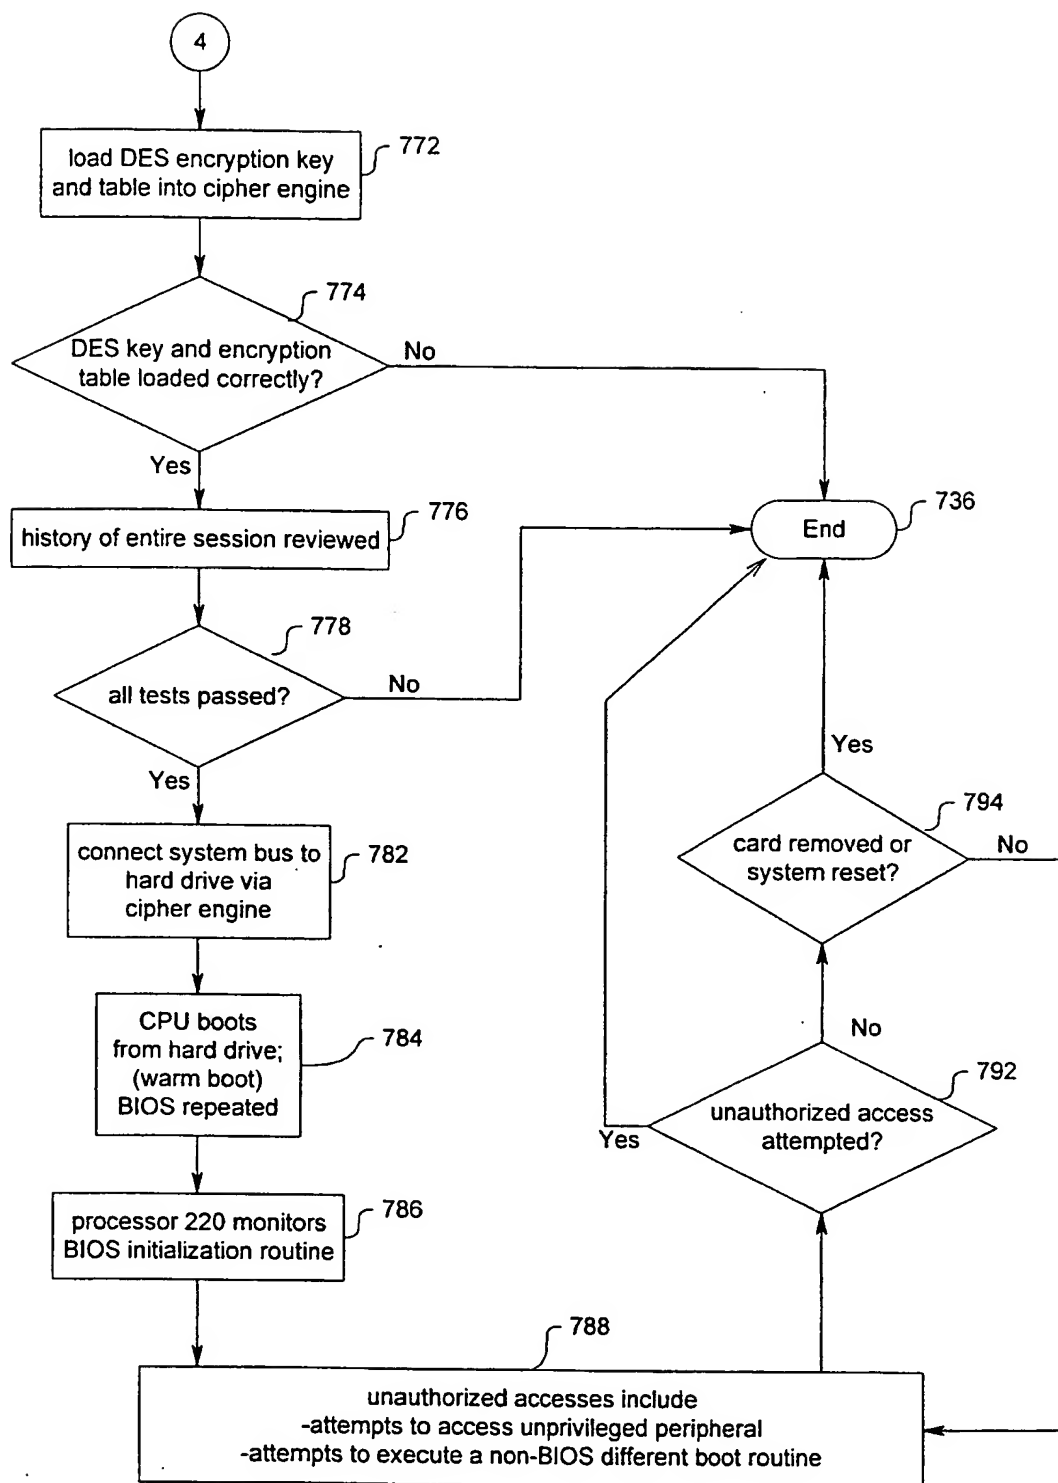 4
load DES encryption key
and table into cipher engine
772
774
DES key and encryption
table loaded correctly?
No
Yes
history of entire session reviewed
776
778
all tests passed?
No
Yes
connect system bus to
hard drive via
cipher engine
782
CPU boots
from hard drive;
(warm boot)
BIOS repeated
784
processor 220 monitors
BIOS initialization routine
786
788
unauthorized accesses include
-attempts to access unprivileged peripheral
-attempts to execute a non-BIOS different boot routine
End
736
Yes
794
card removed or
system reset?
No
No
792
unauthorized access
attempted?
Yes